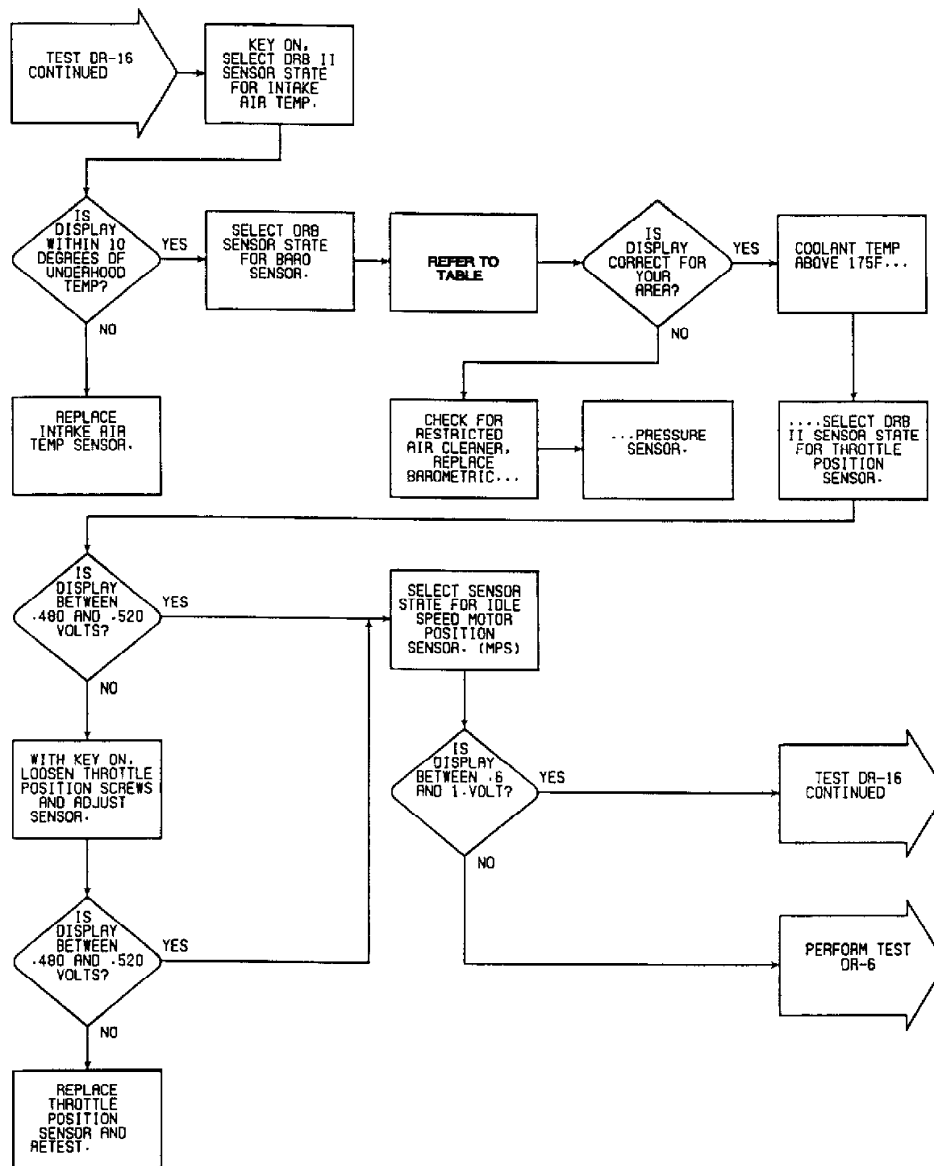 TEST DR-16
CONTINUED
KEY ON,
SELECT DRB II
SENSOR STATE
FOR INTAKE
AIR TEMP.
IS
DISPLAY
WITHIN 10
DEGREES OF
UNDERHOOD
TEMP?
YES
NO
SELECT DRB
SENSOR STATE
FOR BARO
SENSOR.
REFER TO
TABLE
IS
DISPLAY
CORRECT FOR
YOUR
AREA?
YES
NO
COOLANT TEMP
ABOVE 175F...
REPLACE
INTAKE AIR
TEMP SENSOR.
CHECK FOR
RESTRICTED
AIR CLEANER,
REPLACE
BAROMETRIC...
...PRESSURE
SENSOR.
....SELECT DRB
II SENSOR STATE
FOR THROTTLE
POSITION
SENSOR.
IS
DISPLAY
BETWEEN
.480 AND .520
VOLTS?
YES
NO
SELECT SENSOR
STATE FOR IDLE
SPEED MOTOR
POSITION
SENSOR. (MPS)
WITH KEY ON,
LOOSEN THROTTLE
POSITION SCREWS
AND ADJUST
SENSOR.
IS
DISPLAY
BETWEEN .6
AND 1.VOLT?
YES
NO
TEST DR-16
CONTINUED
IS
DISPLAY
BETWEEN
.480 AND .520
VOLTS?
YES
NO
PERFORM TEST
DR-6
REPLACE
THROTTLE
POSITION
SENSOR AND
RETEST.